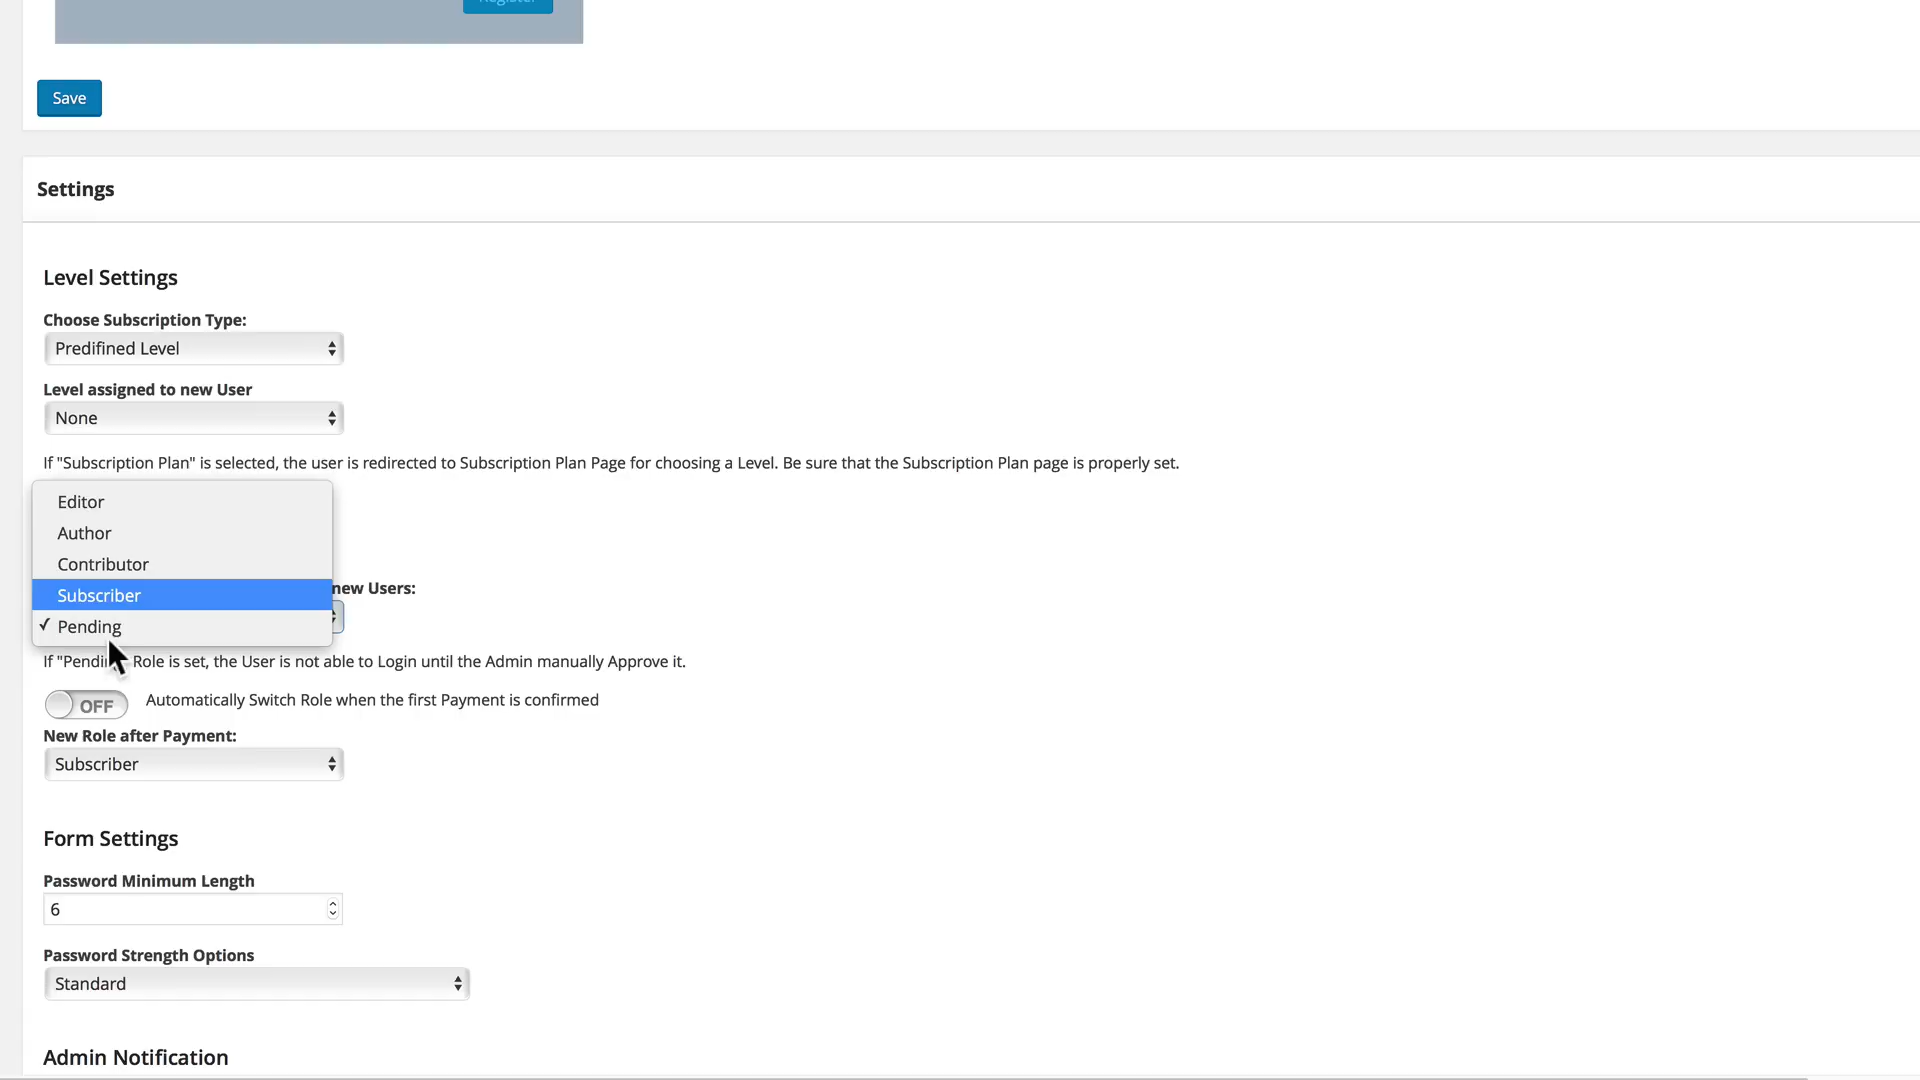 Register
Save
Settings
Level Settings
Choose Subscription Type:
Predifined Level
Level assigned to new User
None
If "Subscription Plan" is selected, the user is redirected to Subscription Plan Page for choosing a Level. Be sure that the Subscription Plan page is properly set.
Editor
Author
Contributor
Subscriber
new Users:
Pending
If "Pending" Role is set, the User is not able to Login until the Admin manually Approve it.
OFF
Automatically Switch Role when the first Payment is confirmed
New Role after Payment:
Subscriber
Form Settings
Password Minimum Length
6
Password Strength Options
Standard
Admin Notification